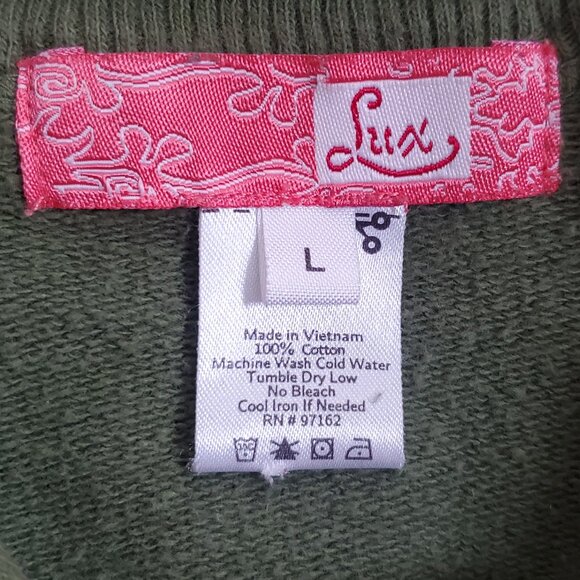 Lux
L
Made in Vietnam
100% Cotton
Machine Wash Cold Water
Tumble Dry Low
No Bleach
Cool Iron If Needed
RN # 97162